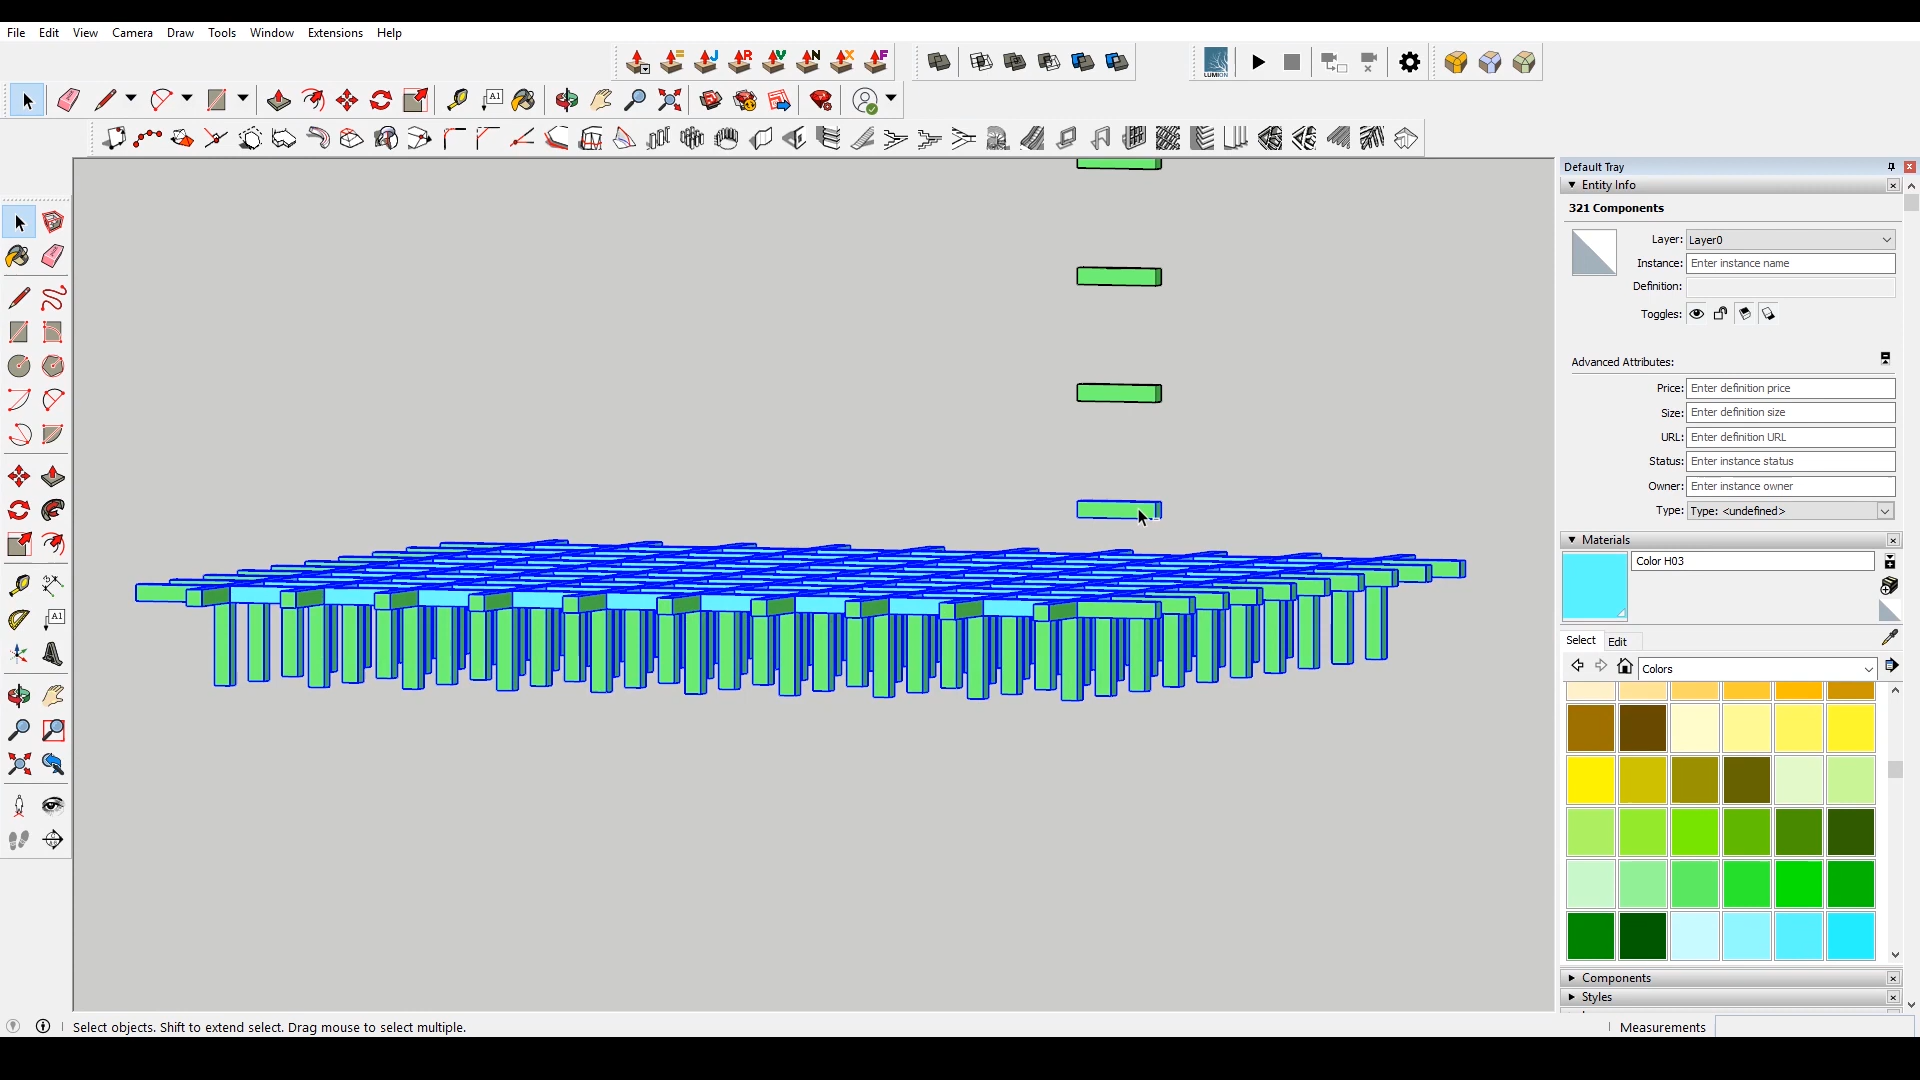 File Edit View Camera Draw Tools Window Extensions Help
J R V N X F
LUMION
A1
Default Tray
Entity Info
321 Components
Layer: Layer0
Instance: Enter instance name
Definition:
Toggles:
Advanced Attributes:
Price: Enter definition price
Size: Enter definition size
URL: Enter definition URL
Status: Enter instance status
Owner: Enter instance owner
Type: Type: <undefined>
Materials
Color H03
A1
Select Edit
Colors
Components
Styles
Select objects. Shift to extend select. Drag mouse to select multiple.
Measurements